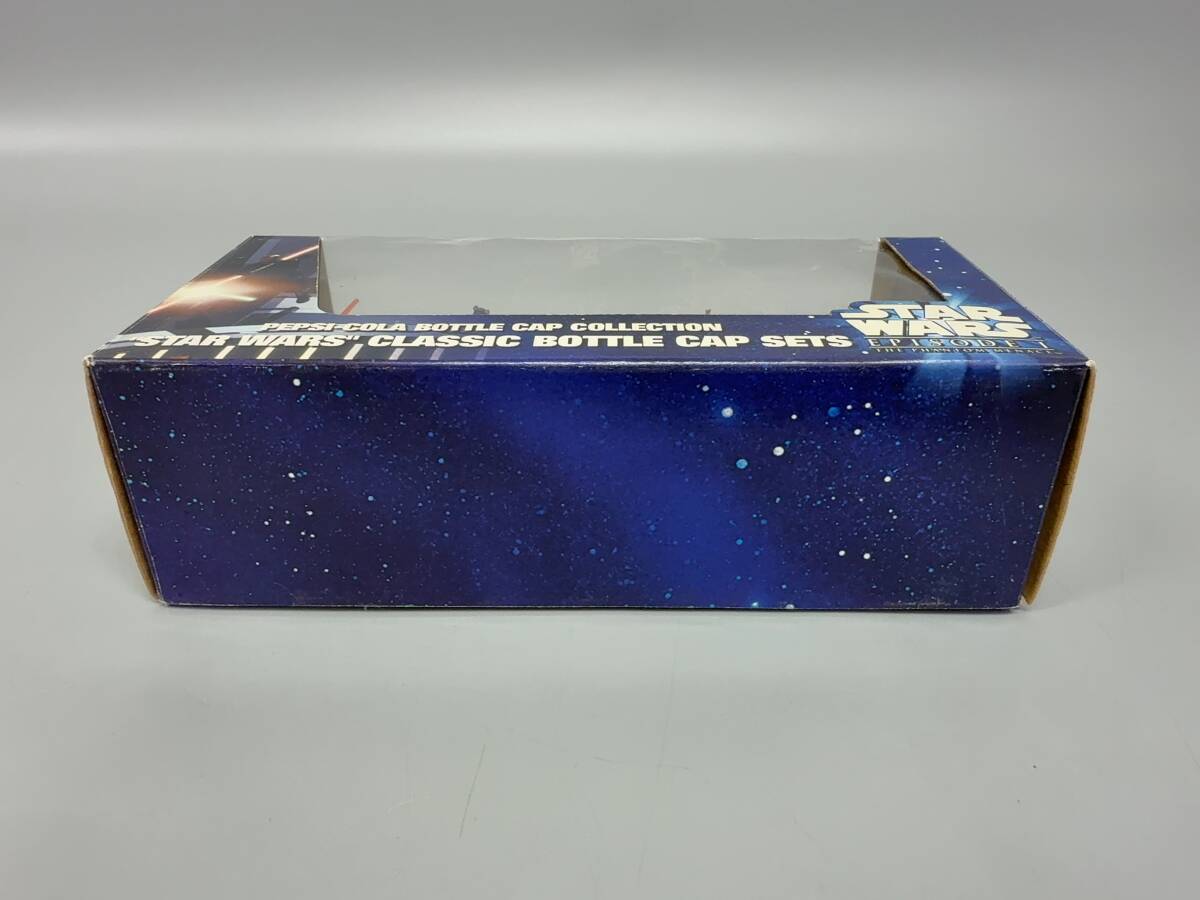 PEPSI-COLA BOTTLE CAP COLLECTION
"STAR WARS" CLASSIC BOTTLE CAP SETS
STAR
WARS
EPISODE I
THE PHANTOM MENACE